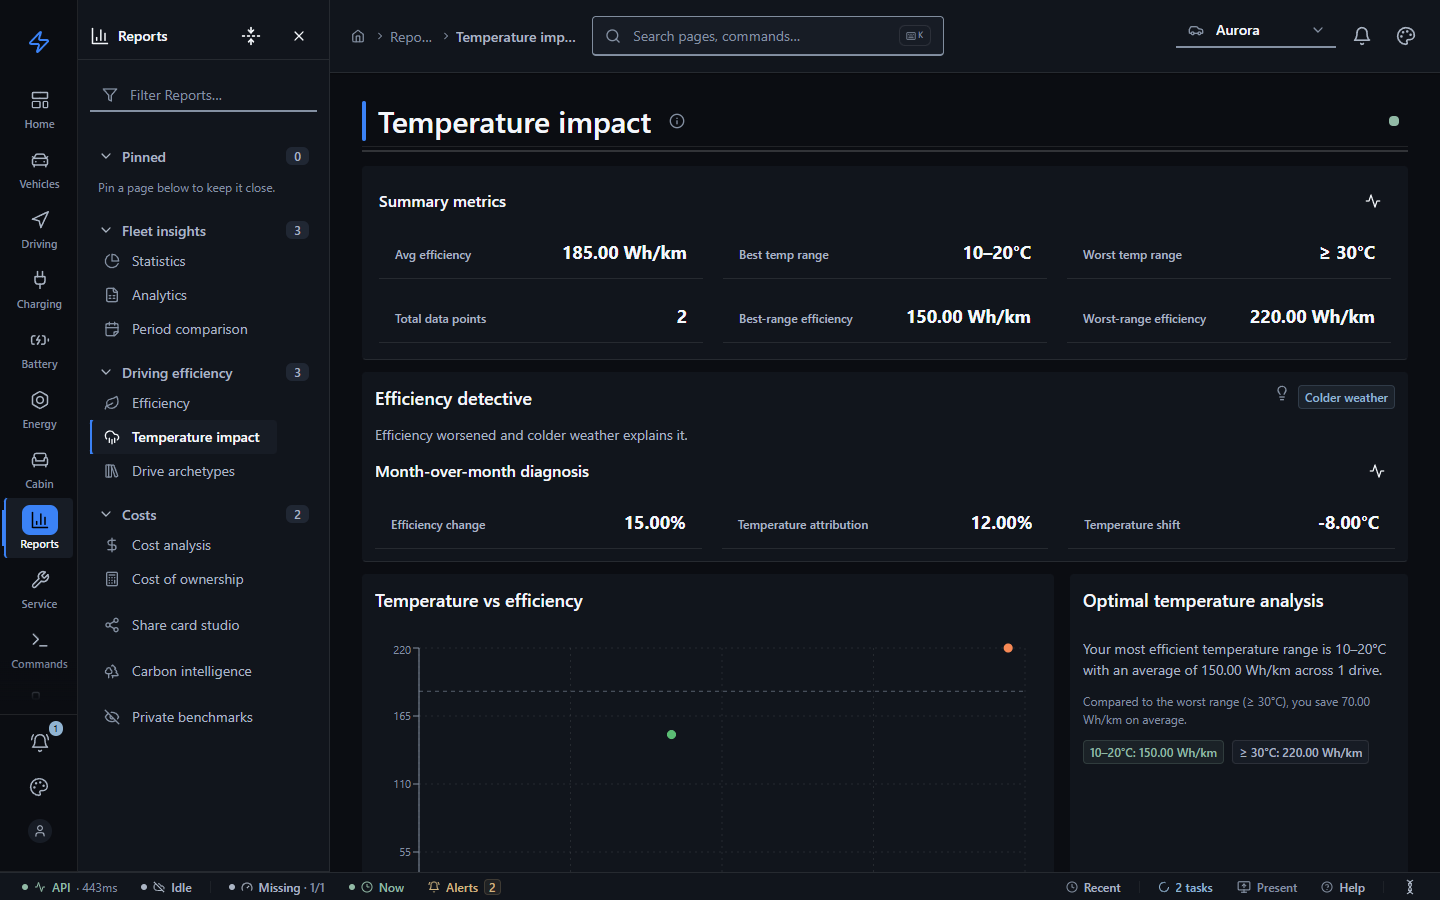 Reports
Repo...
Temperature imp...
Search pages, commands...
K
Aurora
Home
Vehicles
Driving
Charging
Battery
Energy
Cabin
Reports
Service
Commands
1
Filter Reports...
Pinned
0
Pin a page below to keep it close.
Fleet insights
3
Statistics
Analytics
Period comparison
Driving efficiency
3
Efficiency
Temperature impact
Drive archetypes
Costs
2
Cost analysis
Cost of ownership
Share card studio
Carbon intelligence
Private benchmarks
Temperature impact
Summary metrics
Avg efficiency
185.00 Wh/km
Best temp range
10–20°C
Worst temp range
≥ 30°C
Total data points
2
Best-range efficiency
150.00 Wh/km
Worst-range efficiency
220.00 Wh/km
Efficiency detective
Colder weather
Efficiency worsened and colder weather explains it.
Month-over-month diagnosis
Efficiency change
15.00%
Temperature attribution
12.00%
Temperature shift
-8.00°C
Temperature vs efficiency
220
165
110
55
Optimal temperature analysis
Your most efficient temperature range is 10–20°C
with an average of 150.00 Wh/km across 1 drive.
Compared to the worst range (≥ 30°C), you save 70.00
Wh/km on average.
10–20°C: 150.00 Wh/km
≥ 30°C: 220.00 Wh/km
API · 443ms
Idle
Missing · 1/1
Now
Alerts 2
Recent
2 tasks
Present
Help